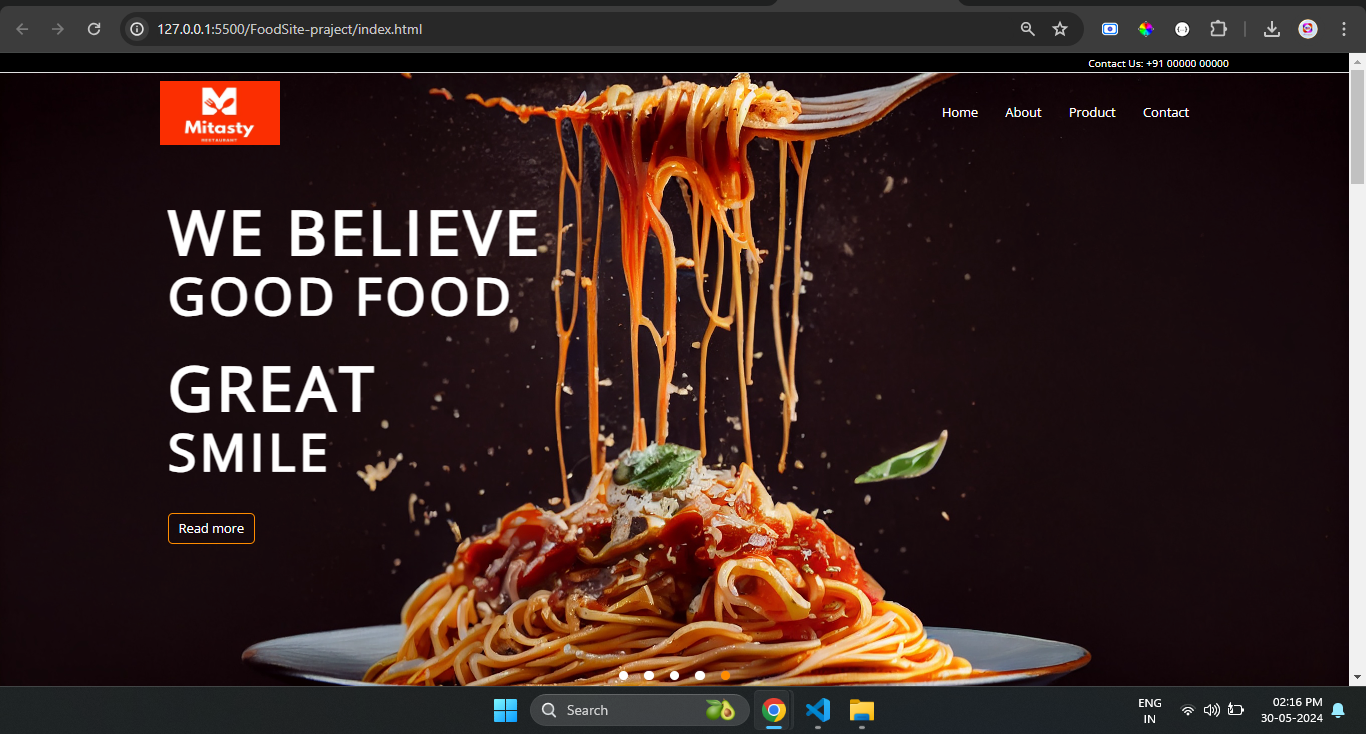 127.0.0.1:5500/FoodSite-praject/index.html
Contact Us: +91 00000 00000
Mitasty
RESTAURANT
Home About Product Contact
WE BELIEVE
GOOD FOOD
GREAT
SMILE
Read more
Search
ENG
IN
02:16 PM
30-05-2024